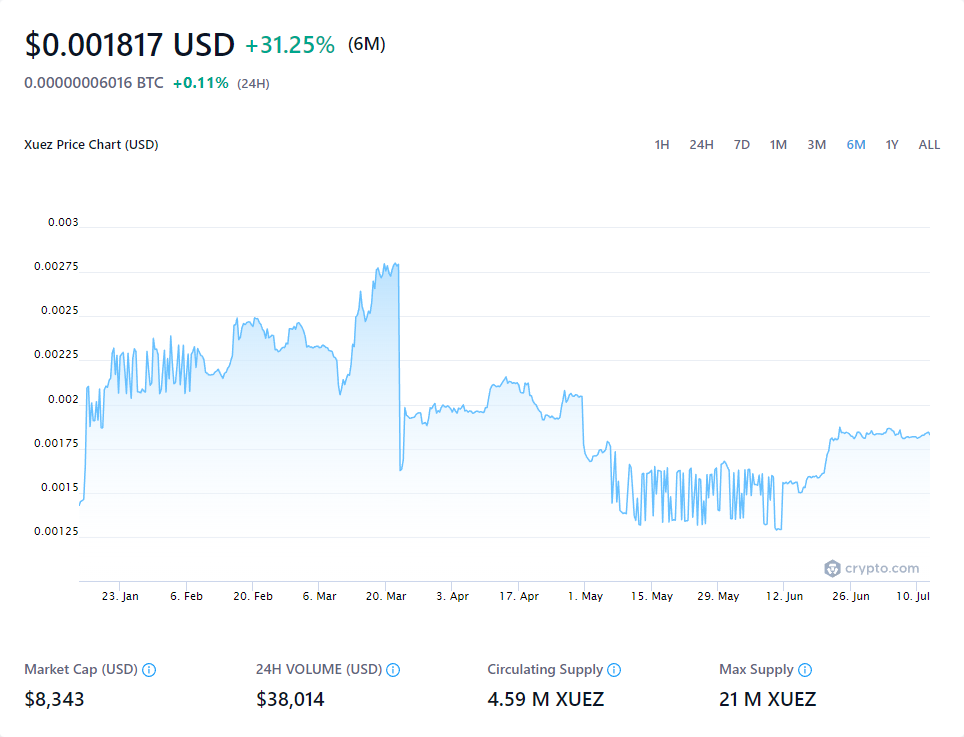 $0.001817 USD +31.25% (6M)
0.00000006016 BTC +0.11% (24H)
Xuez Price Chart (USD) 1H 24H 7D 1M 3M 6M 1Y ALL
0.003
0.00275
0.0025
0.00225
0.002
0.00175
0.0015
0.00125
crypto.com
23. Jan 6. Feb 20. Feb 6. Mar 20. Mar 3. Apr 17. Apr 1. May 15. May 29. May 12. Jun 26. Jun 10. Jul
Market Cap (USD) 24H VOLUME (USD) Circulating Supply Max Supply
$8,343 $38,014 4.59 M XUEZ 21 M XUEZ